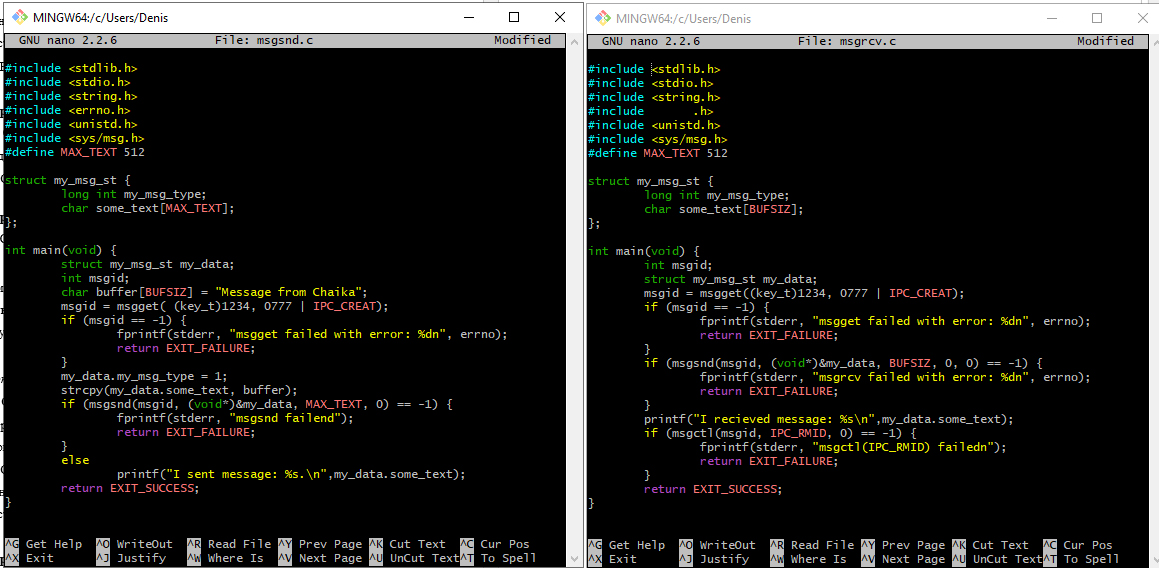 MINGW64:/c/Users/Denis
GNU nano 2.2.6 File: msgsnd.c Modified
#include <stdlib.h>
#include <stdio.h>
#include <string.h>
#include <errno.h>
#include <unistd.h>
#include <sys/msg.h>
#define MAX_TEXT 512
struct my_msg_st {
long int my_msg_type;
char some_text[MAX_TEXT];
};
int main(void) {
struct my_msg_st my_data;
int msgid;
char buffer[BUFSIZ] = "Message from Chaika";
msgid = msgget( (key_t)1234, 0777 | IPC_CREAT);
if (msgid == -1) {
fprintf(stderr, "msgget failed with error: %dn", errno);
return EXIT_FAILURE;
}
my_data.my_msg_type = 1;
strcpy(my_data.some_text, buffer);
if (msgsnd(msgid, (void*)&my_data, MAX_TEXT, 0) == -1) {
fprintf(stderr, "msgsnd failend");
return EXIT_FAILURE;
}
else
printf("I sent message: %s.\n",my_data.some_text);
return EXIT_SUCCESS;
}
^G Get Help ^O WriteOut ^R Read File ^Y Prev Page ^K Cut Text ^C Cur Pos
^X Exit ^J Justify ^W Where Is ^V Next Page ^U UnCut Text ^T To Spell
MINGW64:/c/Users/Denis
GNU nano 2.2.6 File: msgrcv.c Modified
#include <stdlib.h>
#include <stdio.h>
#include <string.h>
#include .h>
#include <unistd.h>
#include <sys/msg.h>
#define MAX_TEXT 512
struct my_msg_st {
long int my_msg_type;
char some_text[BUFSIZ];
};
int main(void) {
int msgid;
struct my_msg_st my_data;
msgid = msgget((key_t)1234, 0777 | IPC_CREAT);
if (msgid == -1) {
fprintf(stderr, "msgget failed with error: %dn", errno);
return EXIT_FAILURE;
}
if (msgsnd(msgid, (void*)&my_data, BUFSIZ, 0, 0) == -1) {
fprintf(stderr, "msgrcv failed with error: %dn", errno);
return EXIT_FAILURE;
}
printf("I recieved message: %s\n",my_data.some_text);
if (msgctl(msgid, IPC_RMID, 0) == -1) {
fprintf(stderr, "msgctl(IPC_RMID) failedn");
return EXIT_FAILURE;
}
return EXIT_SUCCESS;
}
^G Get Help ^O WriteOut ^R Read File ^Y Prev Page ^K Cut Text ^C Cur Pos
^X Exit ^J Justify ^W Where Is ^V Next Page ^U UnCut Text ^T To Spell